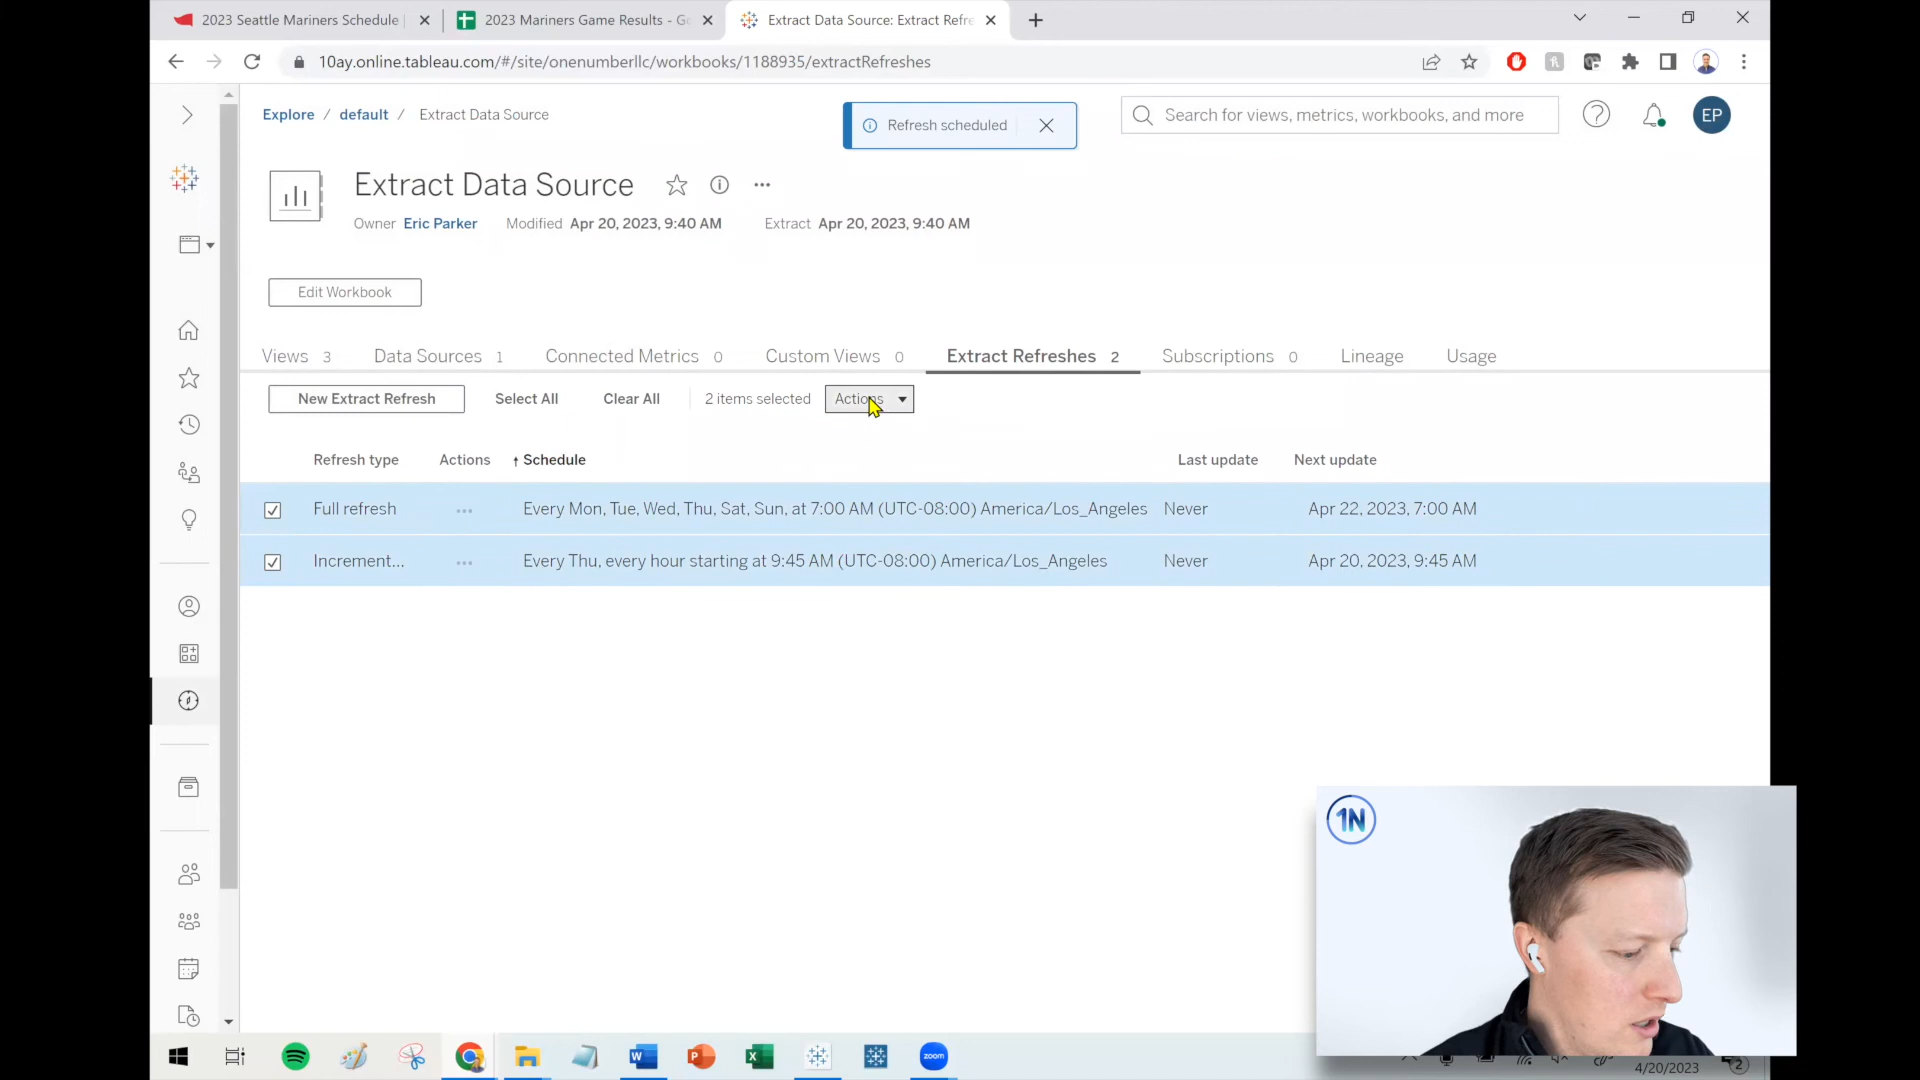 2023 Seattle Mariners Schedule
2023 Mariners Game Results - Go
Extract Data Source: Extract Refre
10ay.online.tableau.com/#/site/onenumberllc/workbooks/1188935/extractRefreshes
Explore / default / Extract Data Source
Refresh scheduled
Search for views, metrics, workbooks, and more
EP
Extract Data Source
Owner Eric Parker Modified Apr 20, 2023, 9:40 AM Extract Apr 20, 2023, 9:40 AM
Edit Workbook
Views 3 Data Sources 1 Connected Metrics 0 Custom Views 0 Extract Refreshes 2 Subscriptions 0 Lineage Usage
New Extract Refresh Select All Clear All 2 items selected Actions
Refresh type Actions ↑ Schedule Last update Next update
Full refresh Every Mon, Tue, Wed, Thu, Sat, Sun, at 7:00 AM (UTC-08:00) America/Los_Angeles Never Apr 22, 2023, 7:00 AM
Increment... Every Thu, every hour starting at 9:45 AM (UTC-08:00) America/Los_Angeles Never Apr 20, 2023, 9:45 AM
1N
zoom
4/20/2023
2